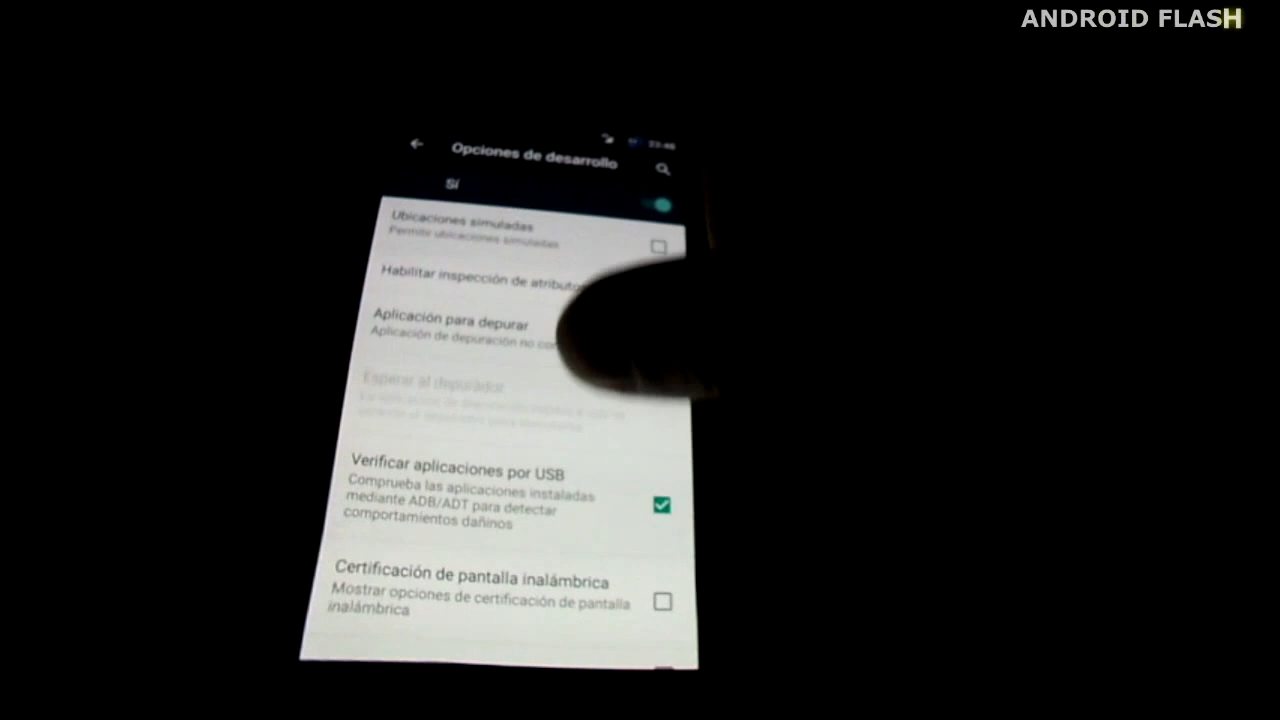 ANDROID FLASH
Opciones de desarrollo
Sí
Ubicaciones simuladas
Permitir ubicaciones simuladas
Habilitar inspección de atributo
Aplicación para depurar
Aplicación de depuración no con
Esperar al depurador
Verificar aplicaciones por USB
Comprueba las aplicaciones instaladas
mediante ADB/ADT para detectar
comportamientos dañinos
Certificación de pantalla inalámbrica
Mostrar opciones de certificación de pantalla
inalámbrica